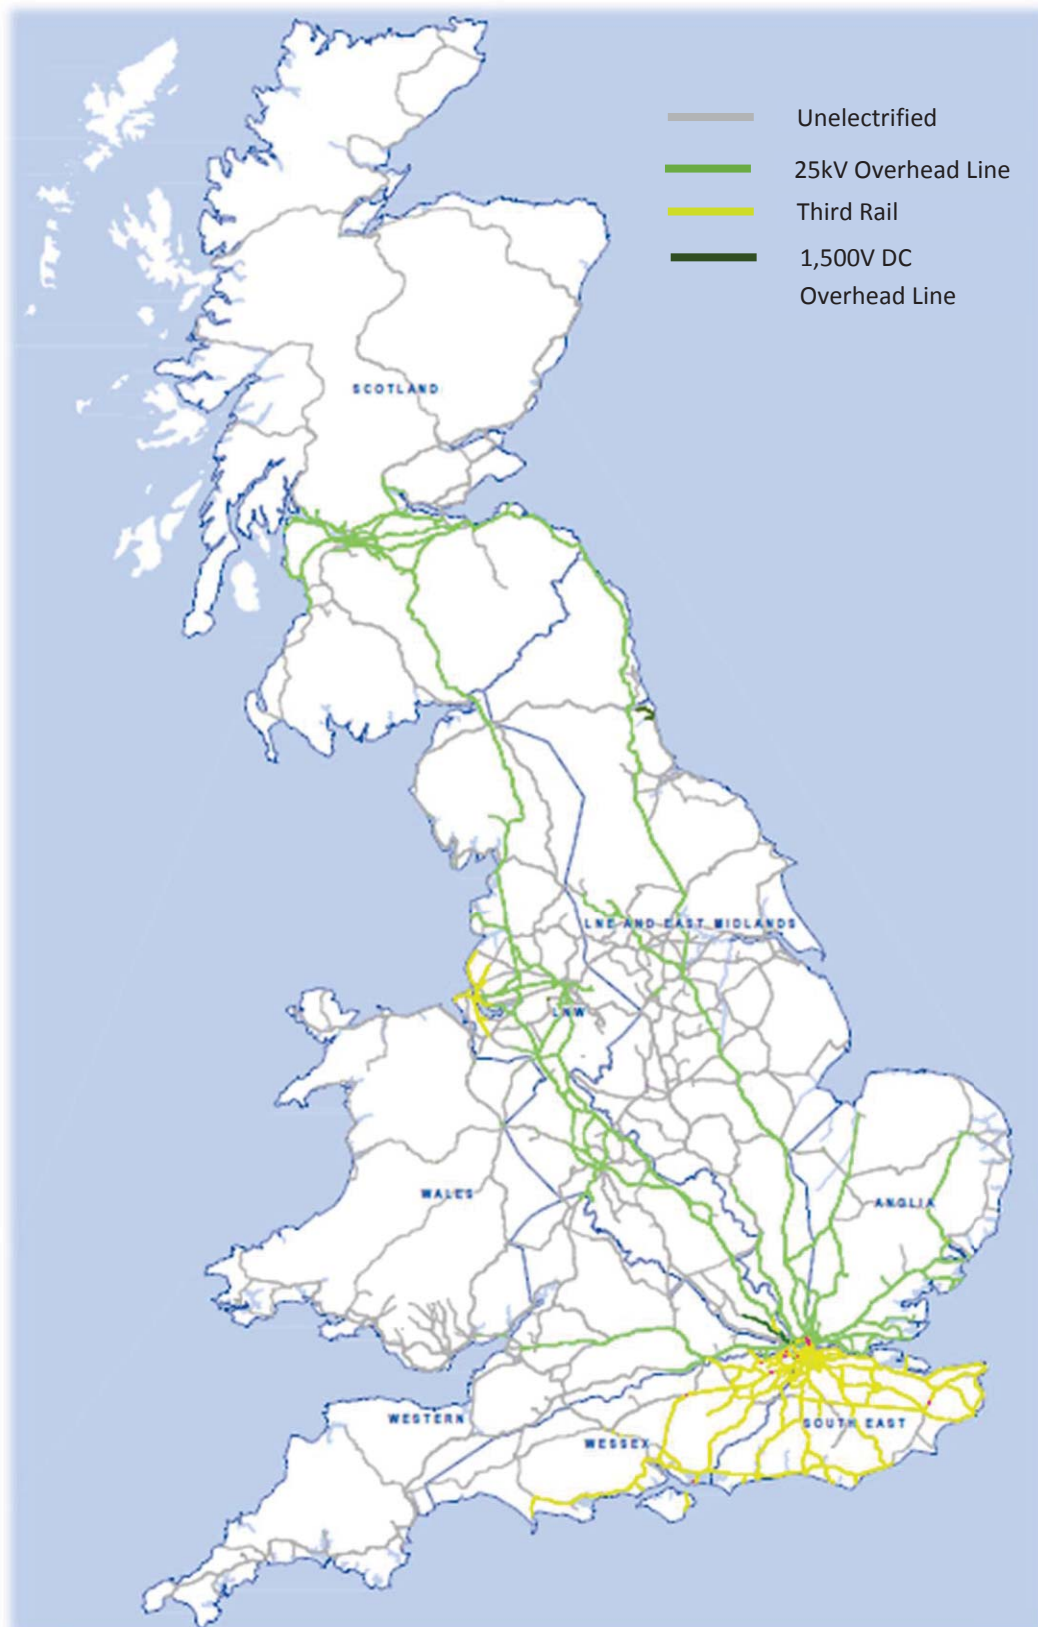 Unelectrified
25kV Overhead Line
Third Rail
1,500V DC
Overhead Line
SCOTLAND
LNE AND EAST MIDLANDS
LNW
WALES
ANGLIA
WESTERN
WESSEX
SOUTH EAST